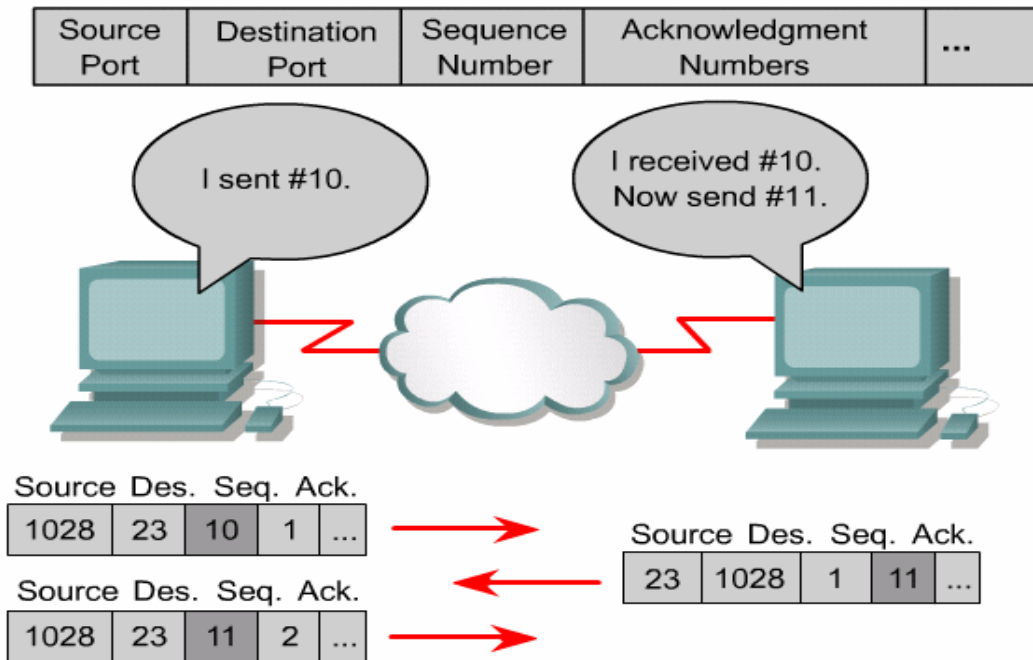 Source Port
Destination Port
Sequence Number
Acknowledgment Numbers
...
I sent #10.
I received #10.
Now send #11.
Source Des. Seq. Ack.
1028 23 10 1 ...
Source Des. Seq. Ack.
23 1028 1 11 ...
Source Des. Seq. Ack.
1028 23 11 2 ...